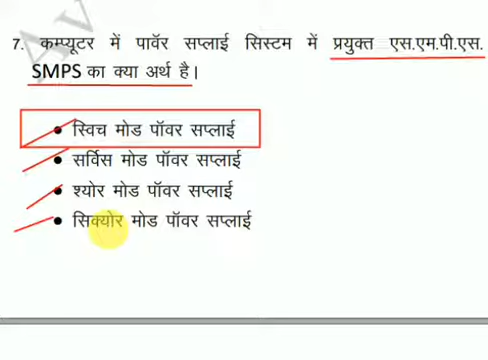 7. कम्प्यूटर में पाॅवर सप्लाई सिस्टम में प्रयुक्त एस.एम.पी.एस.
SMPS का क्या अर्थ है।
• स्विच मोड पॉवर सप्लाई
• सर्विस मोड पॉवर सप्लाई
• श्योर मोड पॉवर सप्लाई
• सिक्योर मोड पॉवर सप्लाई